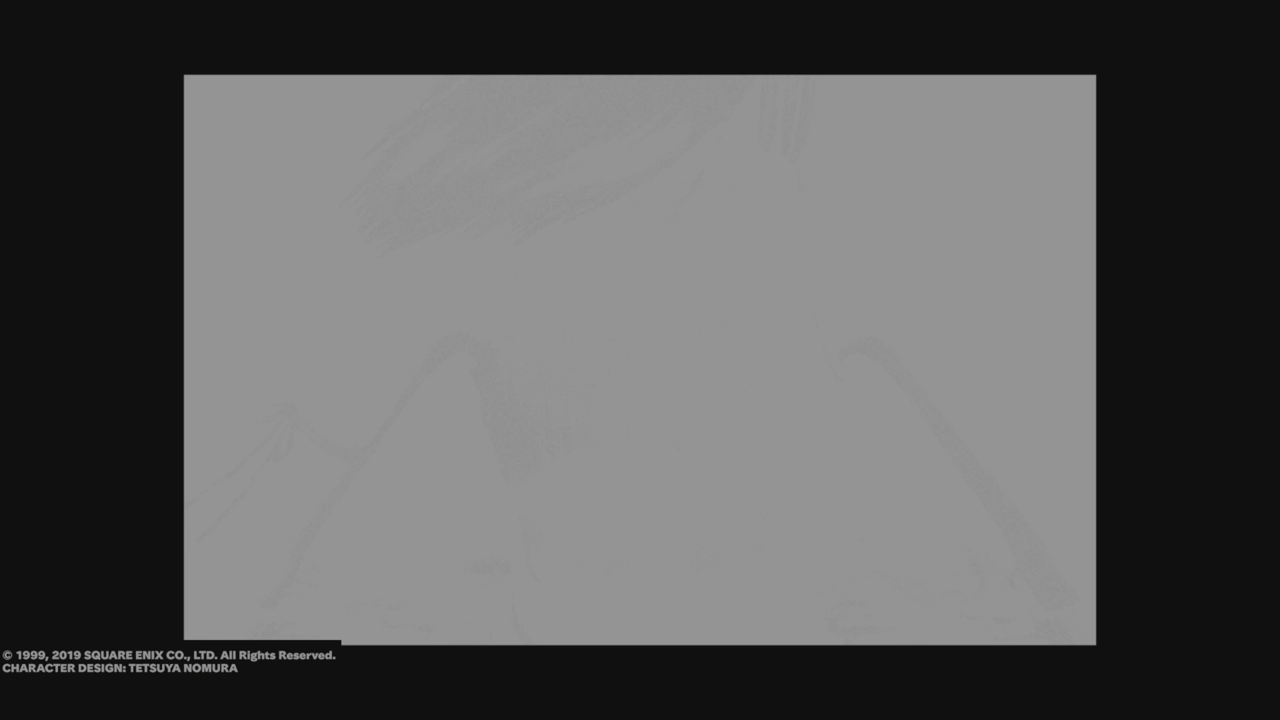 © 1999, 2019 SQUARE ENIX CO., LTD. All Rights Reserved.
CHARACTER DESIGN: TETSUYA NOMURA